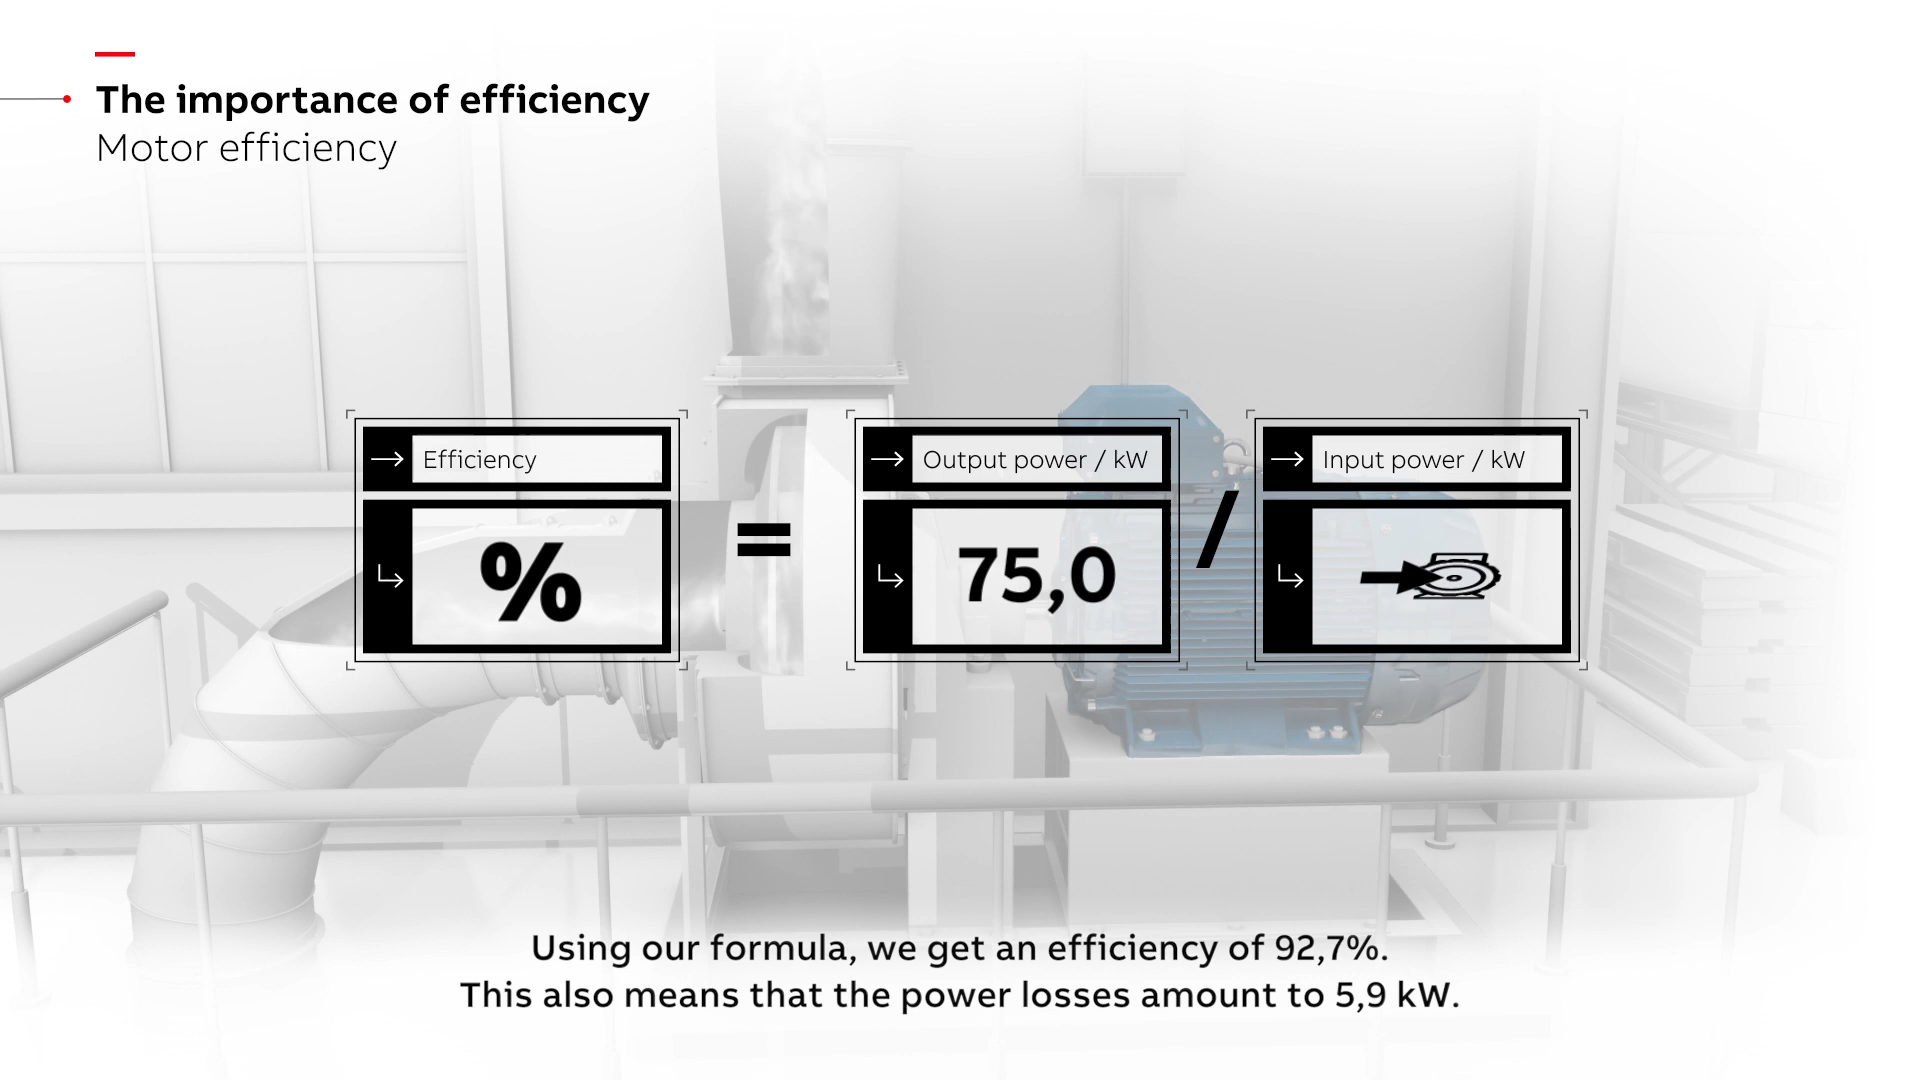 The importance of efficiency
Motor efficiency
Efficiency
%
=
Output power / kW
75,0
/
Input power / kW
Using our formula, we get an efficiency of 92,7%.
This also means that the power losses amount to 5,9 kW.